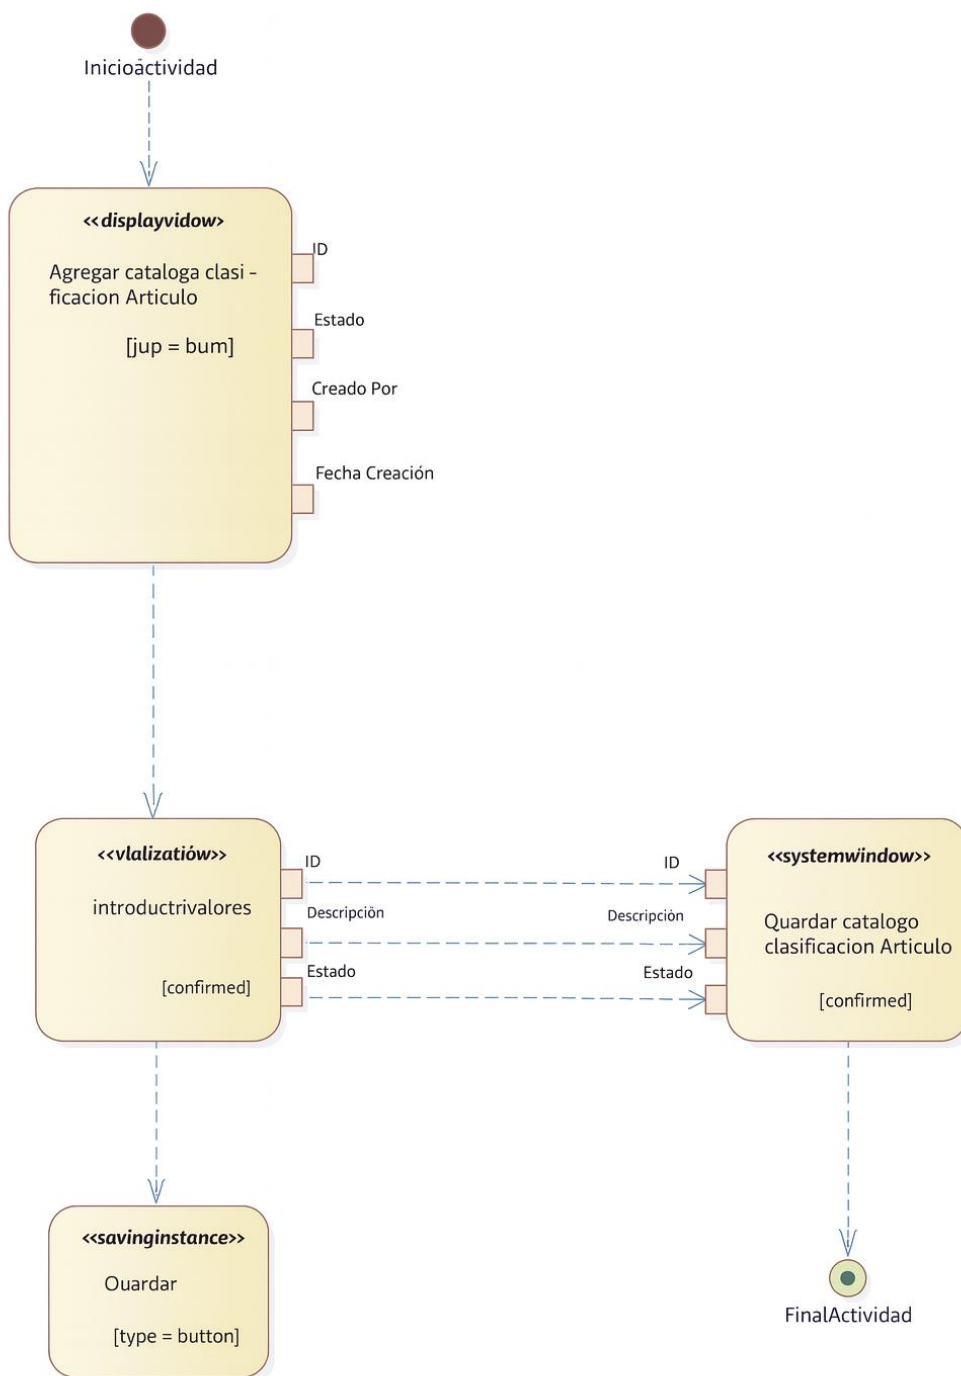 Inicioactividad
<<displayvidow>
Agregar cataloga clasi -
ficacion Articulo
[jup = bum]
ID
Estado
Creado Por
Fecha Creación
<<vlalizatiów>>
introductrivalores
[confirmed]
ID
Descripción
Estado
ID
Descripción
Estado
<<systemwindow>>
Quardar catalogo
clasificacion Articulo
[confirmed]
<<savinginstance>>
Ouardar
[type = button]
FinalActividad